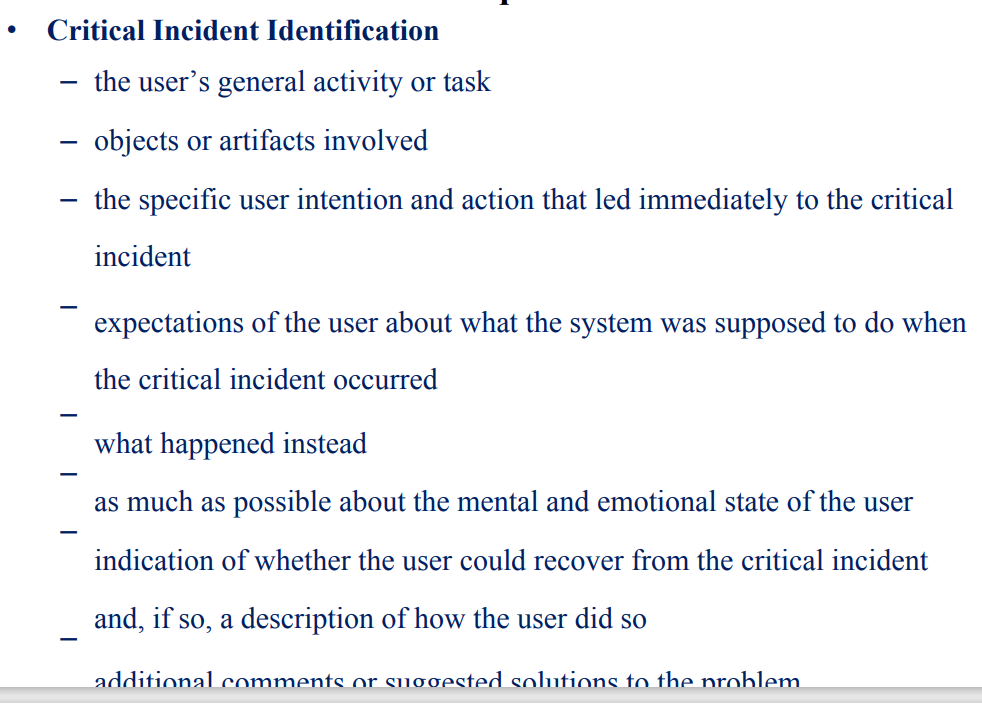 • Critical Incident Identification
– the user's general activity or task
– objects or artifacts involved
– the specific user intention and action that led immediately to the critical
incident
– expectations of the user about what the system was supposed to do when
the critical incident occurred
– what happened instead
– as much as possible about the mental and emotional state of the user
– indication of whether the user could recover from the critical incident
and, if so, a description of how the user did so
– additional comments or suggested solutions to the problem